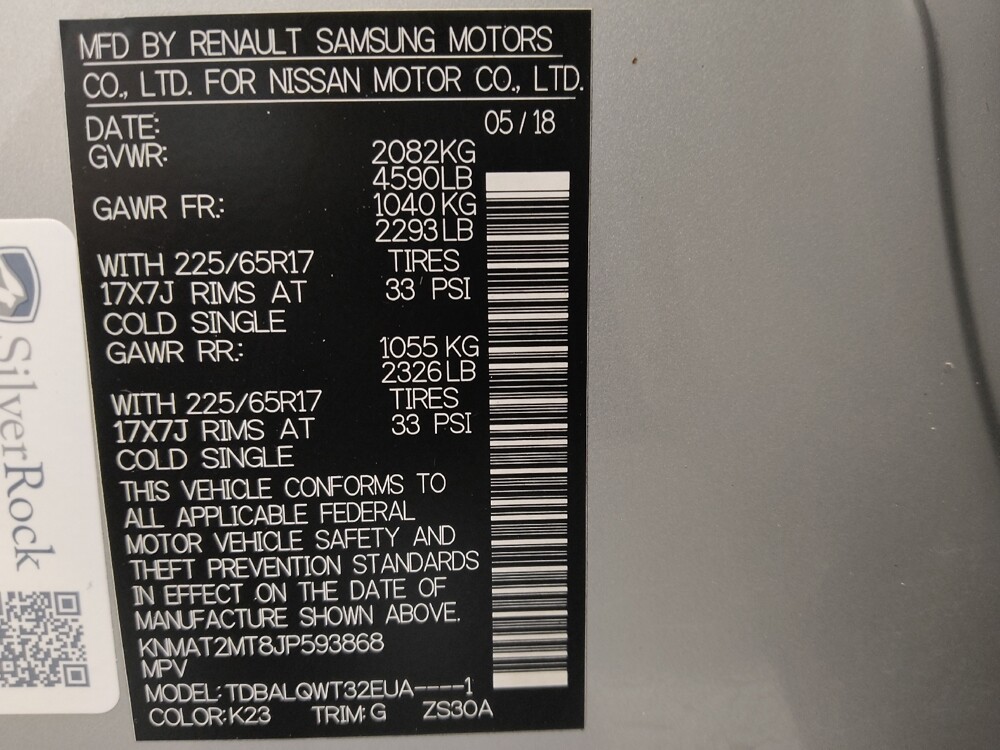 MFD BY RENAULT SAMSUNG MOTORS
CO., LTD. FOR NISSAN MOTOR CO., LTD.
DATE: 05/18
GVWR: 2082KG
4590LB
GAWR FR: 1040 KG
2293LB
WITH 225/65R17 TIRES
17X7J RIMS AT 33 PSI
COLD SINGLE
GAWR RR: 1055 KG
2326LB
WITH 225/65R17 TIRES
17X7J RIMS AT 33 PSI
COLD SINGLE
THIS VEHICLE CONFORMS TO
ALL APPLICABLE FEDERAL
MOTOR VEHICLE SAFETY AND
THEFT PREVENTION STANDARDS
IN EFFECT ON THE DATE OF
MANUFACTURE SHOWN ABOVE.
KNMAT2MT8JP593868
MPV
MODEL: TDBALQWT32EUA----1
COLOR:K23 TRIM:G ZS30A
SilverRock